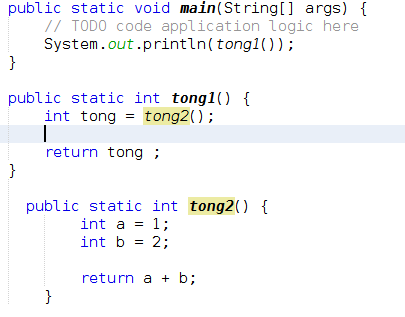 public static void main(String[] args) {
// TODO code application logic here
System.out.println(tong1());
}
public static int tong1() {
int tong = tong2();
return tong ;
}
public static int tong2() {
int a = 1;
int b = 2;
return a + b;
}